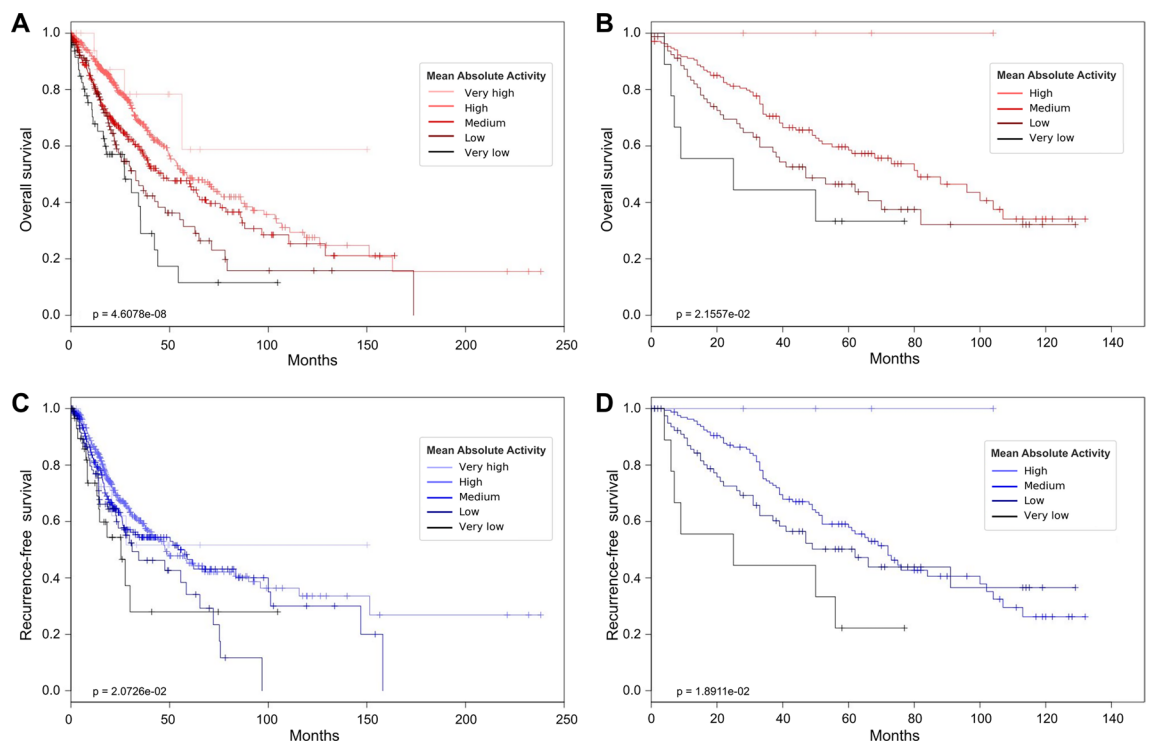 A
Overall survival
1.0
0.8
0.6
0.4
0.2
0.0
Mean Absolute Activity
Very high
High
Medium
Low
Very low
p = 4.6078e-08
0 50 100 150 200 250
Months
B
Overall survival
1.0
0.8
0.6
0.4
0.2
0.0
Mean Absolute Activity
High
Medium
Low
Very low
p = 2.1557e-02
0 20 40 60 80 100 120 140
Months
C
Recurrence-free survival
1.0
0.8
0.6
0.4
0.2
0.0
Mean Absolute Activity
Very high
High
Medium
Low
Very low
p = 2.0726e-02
0 50 100 150 200 250
Months
D
Recurrence-free survival
1.0
0.8
0.6
0.4
0.2
0.0
Mean Absolute Activity
High
Medium
Low
Very low
p = 1.8911e-02
0 20 40 60 80 100 120 140
Months